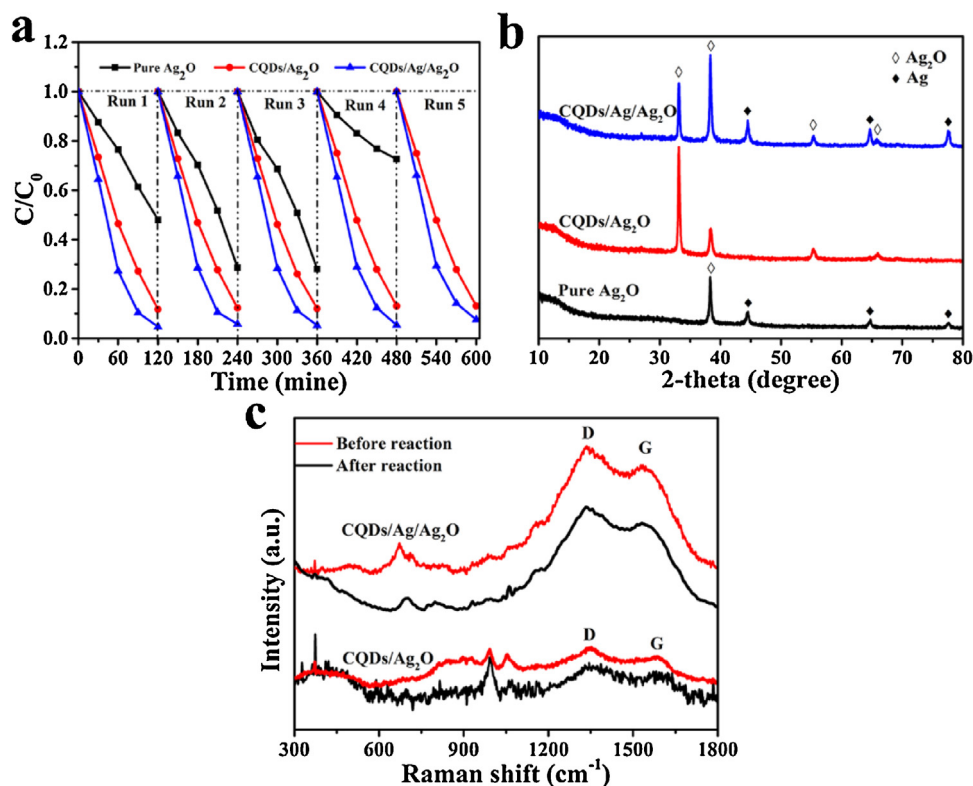 a
C/C₀
1.2
1.0
0.8
0.6
0.4
0.2
0.0
Pure Ag₂O
CQDs/Ag₂O
CQDs/Ag/Ag₂O
Run 1
Run 2
Run 3
Run 4
Run 5
0 60 120 180 240 300 360 420 480 540 600
Time (mine)
b
Ag₂O
Ag
CQDs/Ag/Ag₂O
CQDs/Ag₂O
Pure Ag₂O
10 20 30 40 50 60 70 80
2-theta (degree)
c
Intensity (a.u.)
Before reaction
After reaction
D
G
CQDs/Ag/Ag₂O
D
G
CQDs/Ag₂O
300 600 900 1200 1500 1800
Raman shift (cm⁻¹)